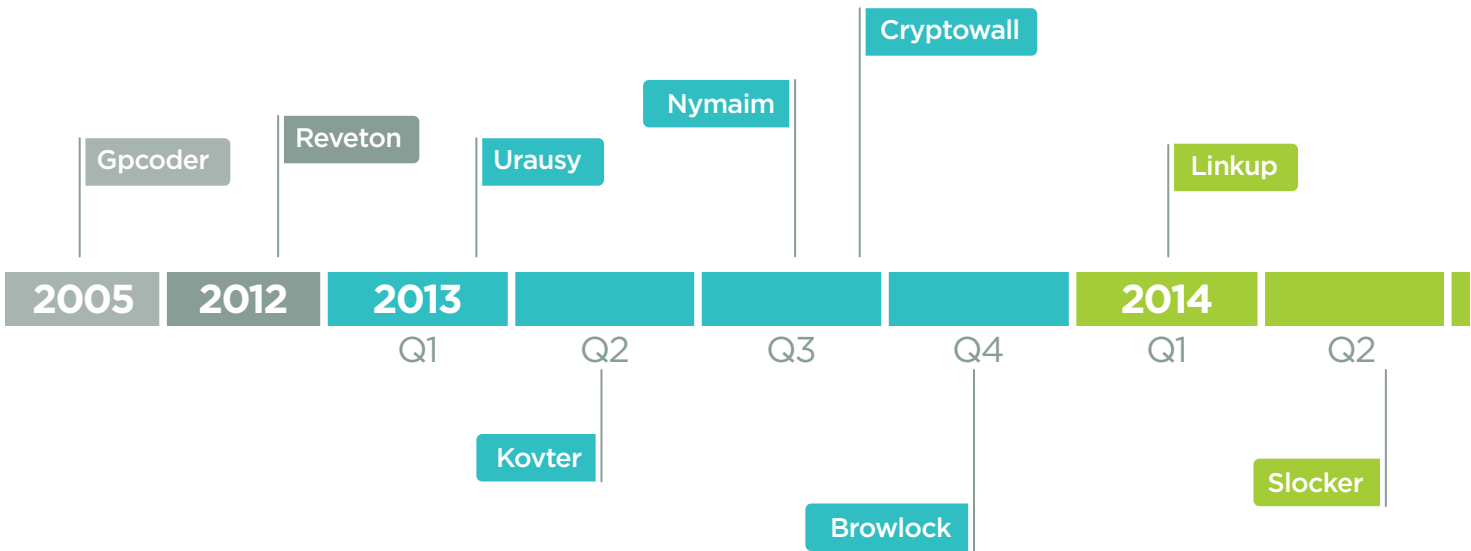 Cryptowall
Nymaim
Reveton
Gpcoder
Urausy
Linkup
2005 2012 2013 2014
Q1 Q2 Q3 Q4 Q1 Q2
Kovter
Slocker
Browlock